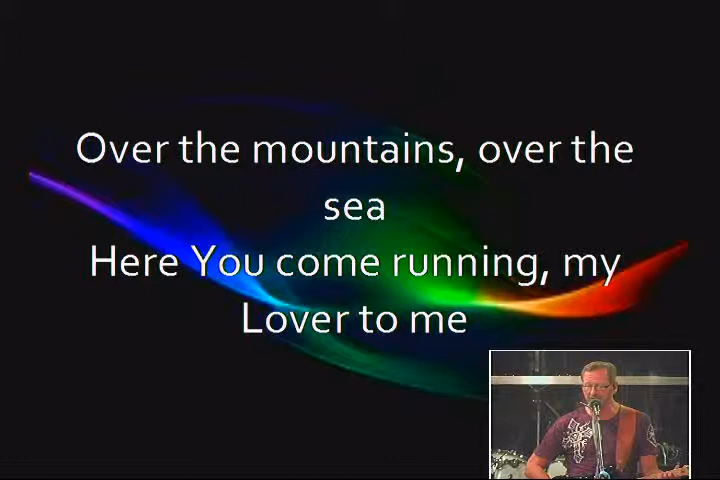 Over the mountains, over the
sea
Here You come running, my
Lover to me